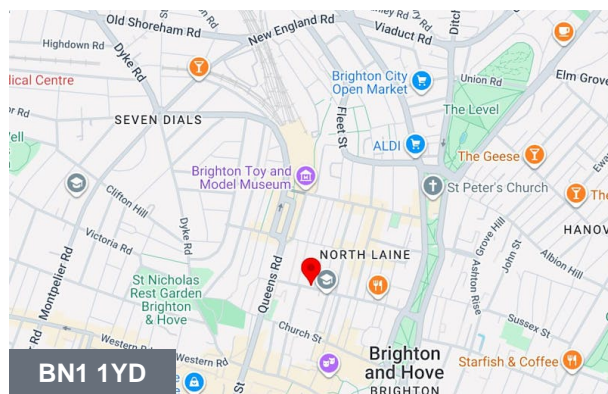 Old Shoreham Rd
New England Rd
Viaduct Rd
Ditch
Highdown Rd
Dyke Rd
Union Rd
Elm Grove
lical Centre
Brighton City
Open Market
The Level
SEVEN DIALS
Fleet St
ALDI
The Geese
Brighton Toy and
Model Museum
St Peter's Church
Clifton Hill
Victoria Rd
Dyke Rd
Montpelier Rd
Queens Rd
NORTH LAINE
Grove Hill
John St
Albion Hill
HANOV
Ashton Rise
St Nicholas
Rest Garden
Brighton
& Hove
Church St
Sussex St
Western Rd
Western Rd
Brighton
and Hove
BRIGHTON
Starfish & Coffee
BN1 1YD